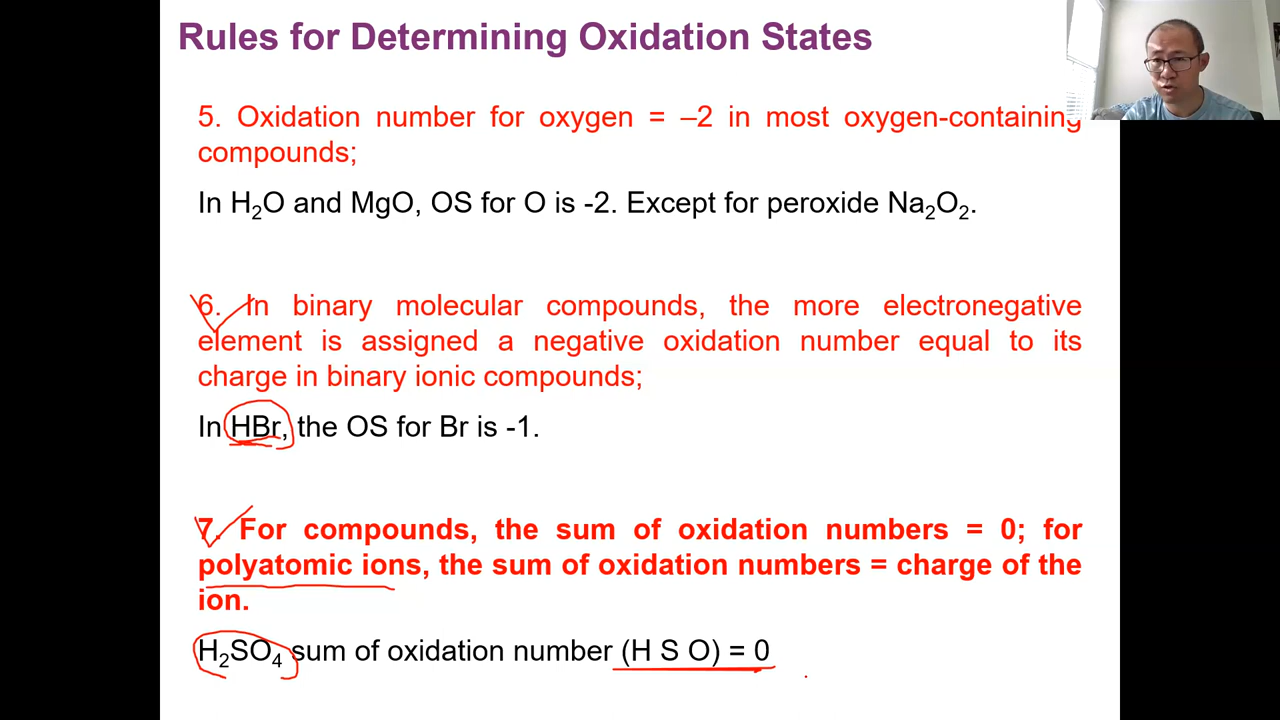 Rules for Determining Oxidation States
5. Oxidation number for oxygen = –2 in most oxygen-containing
compounds;
In H₂O and MgO, OS for O is -2. Except for peroxide Na₂O₂.
6. In binary molecular compounds, the more electronegative
element is assigned a negative oxidation number equal to its
charge in binary ionic compounds;
In HBr, the OS for Br is -1.
7. For compounds, the sum of oxidation numbers = 0; for
polyatomic ions, the sum of oxidation numbers = charge of the
ion.
H₂SO₄ sum of oxidation number (H S O) = 0